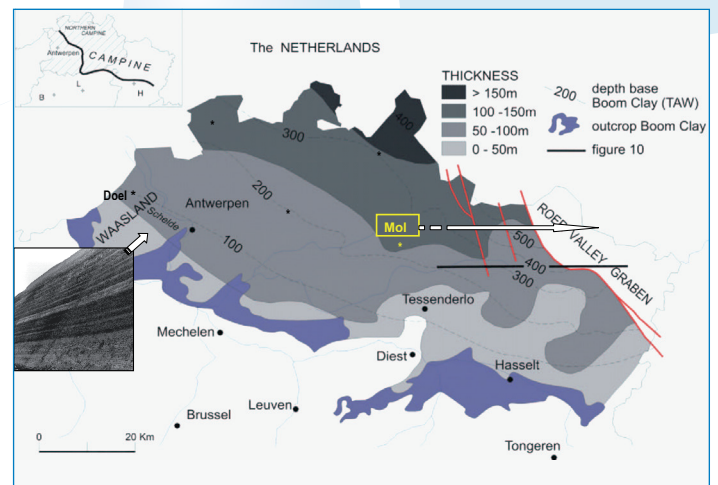 NORTHERN
CAMPINE
Antwerpen
CAMPINE
L
B
H
The NETHERLANDS
THICKNESS
> 150m
100 -150m
50 -100m
0 - 50m
200
depth base
Boom Clay (TAW)
outcrop Boom Clay
figure 10
400
300
200
100
Doel
WAASLAND
Schelde
Antwerpen
Mol
ROER VALLEY GRABEN
500
400
300
Tessenderlo
Mechelen
Diest
Hasselt
Leuven
Brussel
Tongeren
0
20 Km